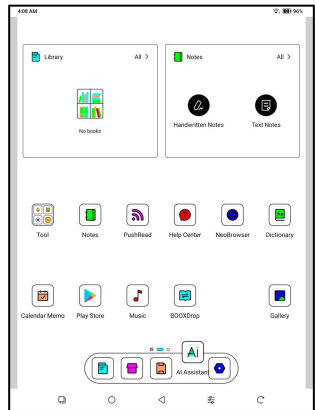 4:08 AM 96%
Library All > Notes All >
No books Handwritten Notes Text Notes
Tool Notes PushRead Help Center NeoBrowser Dictionary
Calendar Memo Play Store Music BOOXDrop Gallery
Ai
AI Assistant